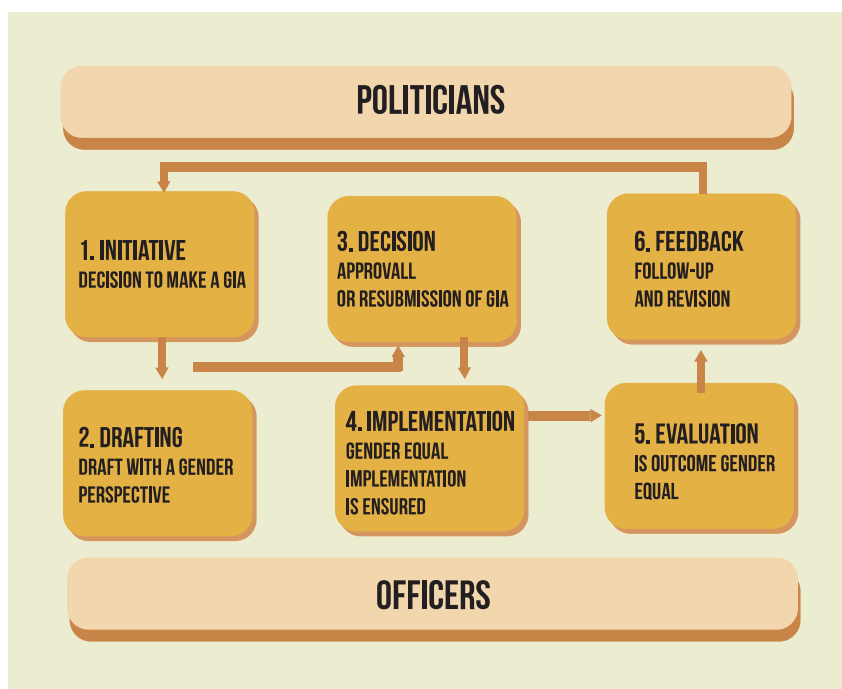 POLITICIANS
1. INITIATIVE
DECISION TO MAKE A GIA
2. DRAFTING
DRAFT WITH A GENDER
PERSPECTIVE
3. DECISION
APPROVALL
OR RESUBMISSION OF GIA
4. IMPLEMENTATION
GENDER EQUAL
IMPLEMENTATION
IS ENSURED
5. EVALUATION
IS OUTCOME GENDER
EQUAL
6. FEEDBACK
FOLLOW-UP
AND REVISION
OFFICERS